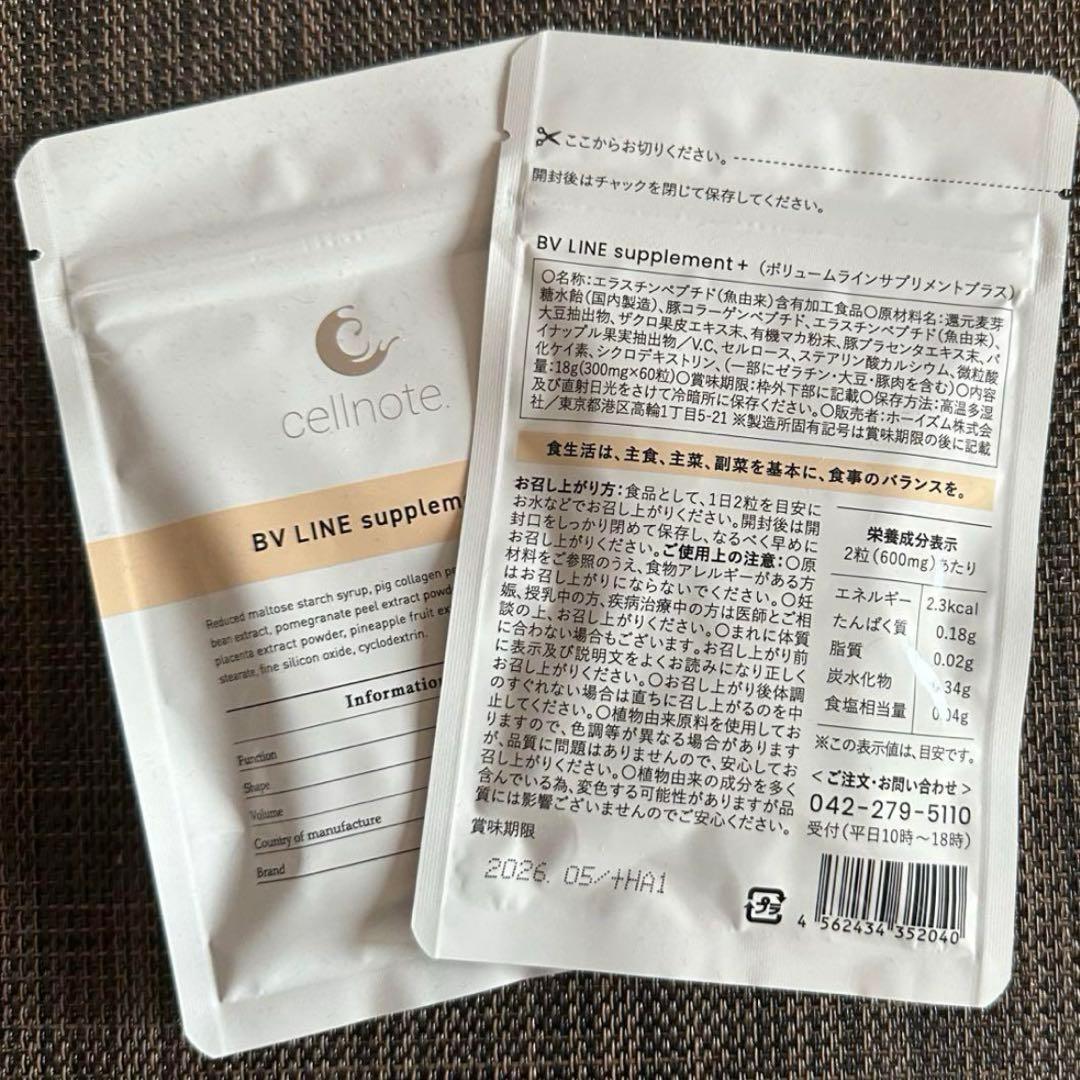 cellnote.
BV LINE supplem
Reduced maltose starch syrup, pig collagen pe
bean extract, pomegranate peel extract powd
placenta extract powder, pineapple fruit ex
stearate, fine silicon oxide, cyclodextrin.
Information
Function
Shape
Volume
Country of manufacture
Brand
ここからお切りください。
開封後はチャックを閉じて保存してください。
BV LINE supplement+（ボリュームラインサプリメントプラス）
〇名称：エラスチンペプチド（魚由来）含有加工食品〇原材料名：還元麦芽
糖水飴（国内製造）、豚コラーゲンペプチド、エラスチンペプチド（魚由来）、
大豆抽出物、ザクロ果皮エキス末、有機マカ粉末、豚プラセンタエキス末、パ
イナップル果実抽出物／V.C、セルロース、ステアリン酸カルシウム、微粒酸
化ケイ素、シクロデキストリン、（一部にゼラチン・大豆・豚肉を含む）〇内容
量：18g(300mg×60粒)〇賞味期限：枠外下部に記載〇保存方法：高温多湿
及び直射日光をさけて冷暗所に保存ください。〇販売者：ホーイズム株式会
社／東京都港区高輪1丁目5-21 ※製造所固有記号は賞味期限の後に記載
食生活は、主食、主菜、副菜を基本に、食事のバランスを。
お召し上がり方：食品として、1日2粒を目安に
お水などでお召し上がりください。開封後は開
封口をしっかり閉めて保存し、なるべく早めに
お召し上がりください。ご使用上の注意：〇原
材料をご参照のうえ、食物アレルギーがある方
はお召し上がりにならないでください。〇妊
娠、授乳中の方、疾病治療中の方は医師とご相
談の上、お召し上がりください。〇まれに体質
に合わない場合もございます。お召し上がり前
に表示及び説明文をよくお読みになり正しく
お召し上がりください。〇お召し上がり後体調
のすぐれない場合は直ちに召し上がるのを中
止してください。〇植物由来原料を使用してお
りますので、色調等が異なる場合があります
が、品質に問題はありませんので、安心してお
召し上がりください。〇植物由来の成分を多く
含んでいる為、変色する可能性がありますが品
質には影響ございませんのでご安心ください。
賞味期限
2026. 05/+HA1
栄養成分表示
2粒（600mg）あたり
エネルギー 2.3kcal
たんぱく質 0.18g
脂質 0.02g
炭水化物 0.34g
食塩相当量 0.04g
※この表示値は、目安です。
＜ご注文・お問い合わせ＞
042-279-5110
受付（平日10時〜18時）
プラ
4 562434 352040